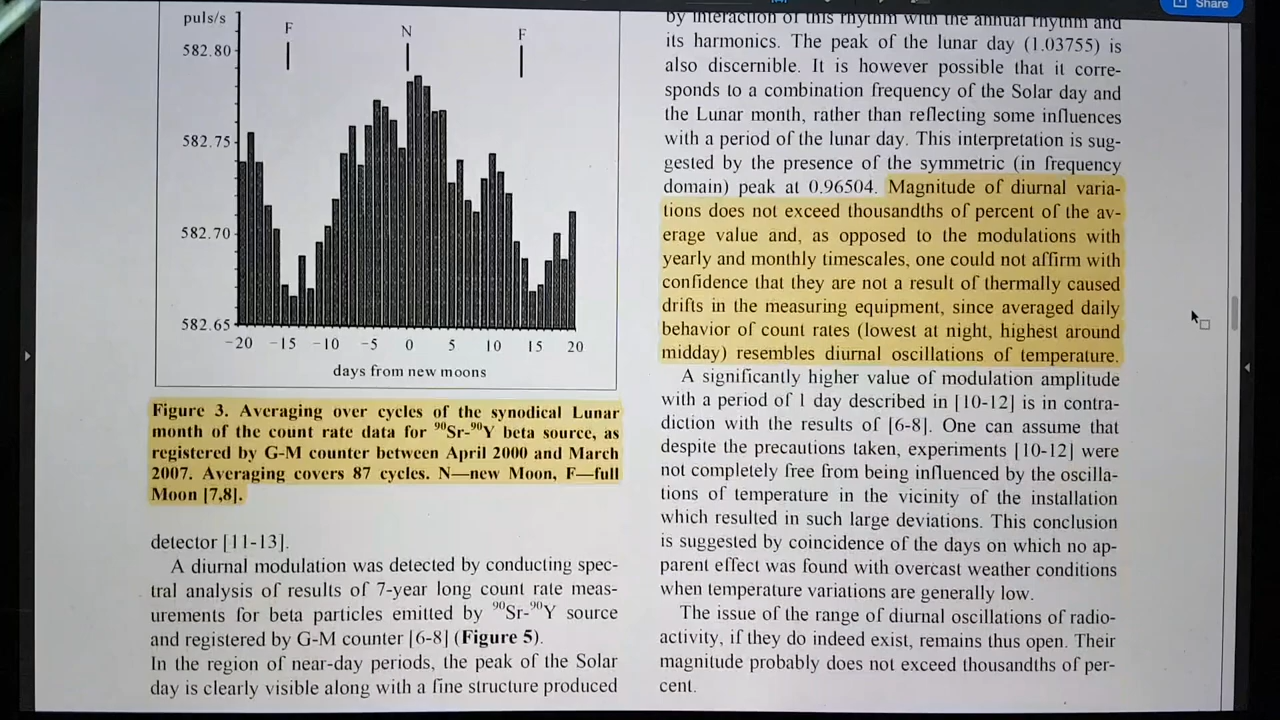 Share
puls/s
F
N
F
582.80
582.75
582.70
582.65
−20 −15 −10 −5 0 5 10 15 20
days from new moons
Figure 3. Averaging over cycles of the synodical Lunar
month of the count rate data for ⁹⁰Sr-⁹⁰Y beta source, as
registered by G-M counter between April 2000 and March
2007. Averaging covers 87 cycles. N—new Moon, F—full
Moon [7,8].
detector [11-13].
A diurnal modulation was detected by conducting spec-
tral analysis of results of 7-year long count rate meas-
urements for beta particles emitted by ⁹⁰Sr-⁹⁰Y source
and registered by G-M counter [6-8] (Figure 5).
In the region of near-day periods, the peak of the Solar
day is clearly visible along with a fine structure produced
by interaction of this rhythm with the annual rhythm and
its harmonics. The peak of the lunar day (1.03755) is
also discernible. It is however possible that it corre-
sponds to a combination frequency of the Solar day and
the Lunar month, rather than reflecting some influences
with a period of the lunar day. This interpretation is sug-
gested by the presence of the symmetric (in frequency
domain) peak at 0.96504. Magnitude of diurnal varia-
tions does not exceed thousandths of percent of the av-
erage value and, as opposed to the modulations with
yearly and monthly timescales, one could not affirm with
confidence that they are not a result of thermally caused
drifts in the measuring equipment, since averaged daily
behavior of count rates (lowest at night, highest around
midday) resembles diurnal oscillations of temperature.
A significantly higher value of modulation amplitude
with a period of 1 day described in [10-12] is in contra-
diction with the results of [6-8]. One can assume that
despite the precautions taken, experiments [10-12] were
not completely free from being influenced by the oscilla-
tions of temperature in the vicinity of the installation
which resulted in such large deviations. This conclusion
is suggested by coincidence of the days on which no ap-
parent effect was found with overcast weather conditions
when temperature variations are generally low.
The issue of the range of diurnal oscillations of radio-
activity, if they do indeed exist, remains thus open. Their
magnitude probably does not exceed thousandths of per-
cent.